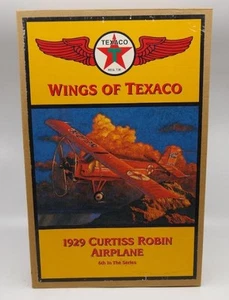 TEXACO
WINGS OF TEXACO
1929 CURTISS ROBIN
AIRPLANE
6th In The Series